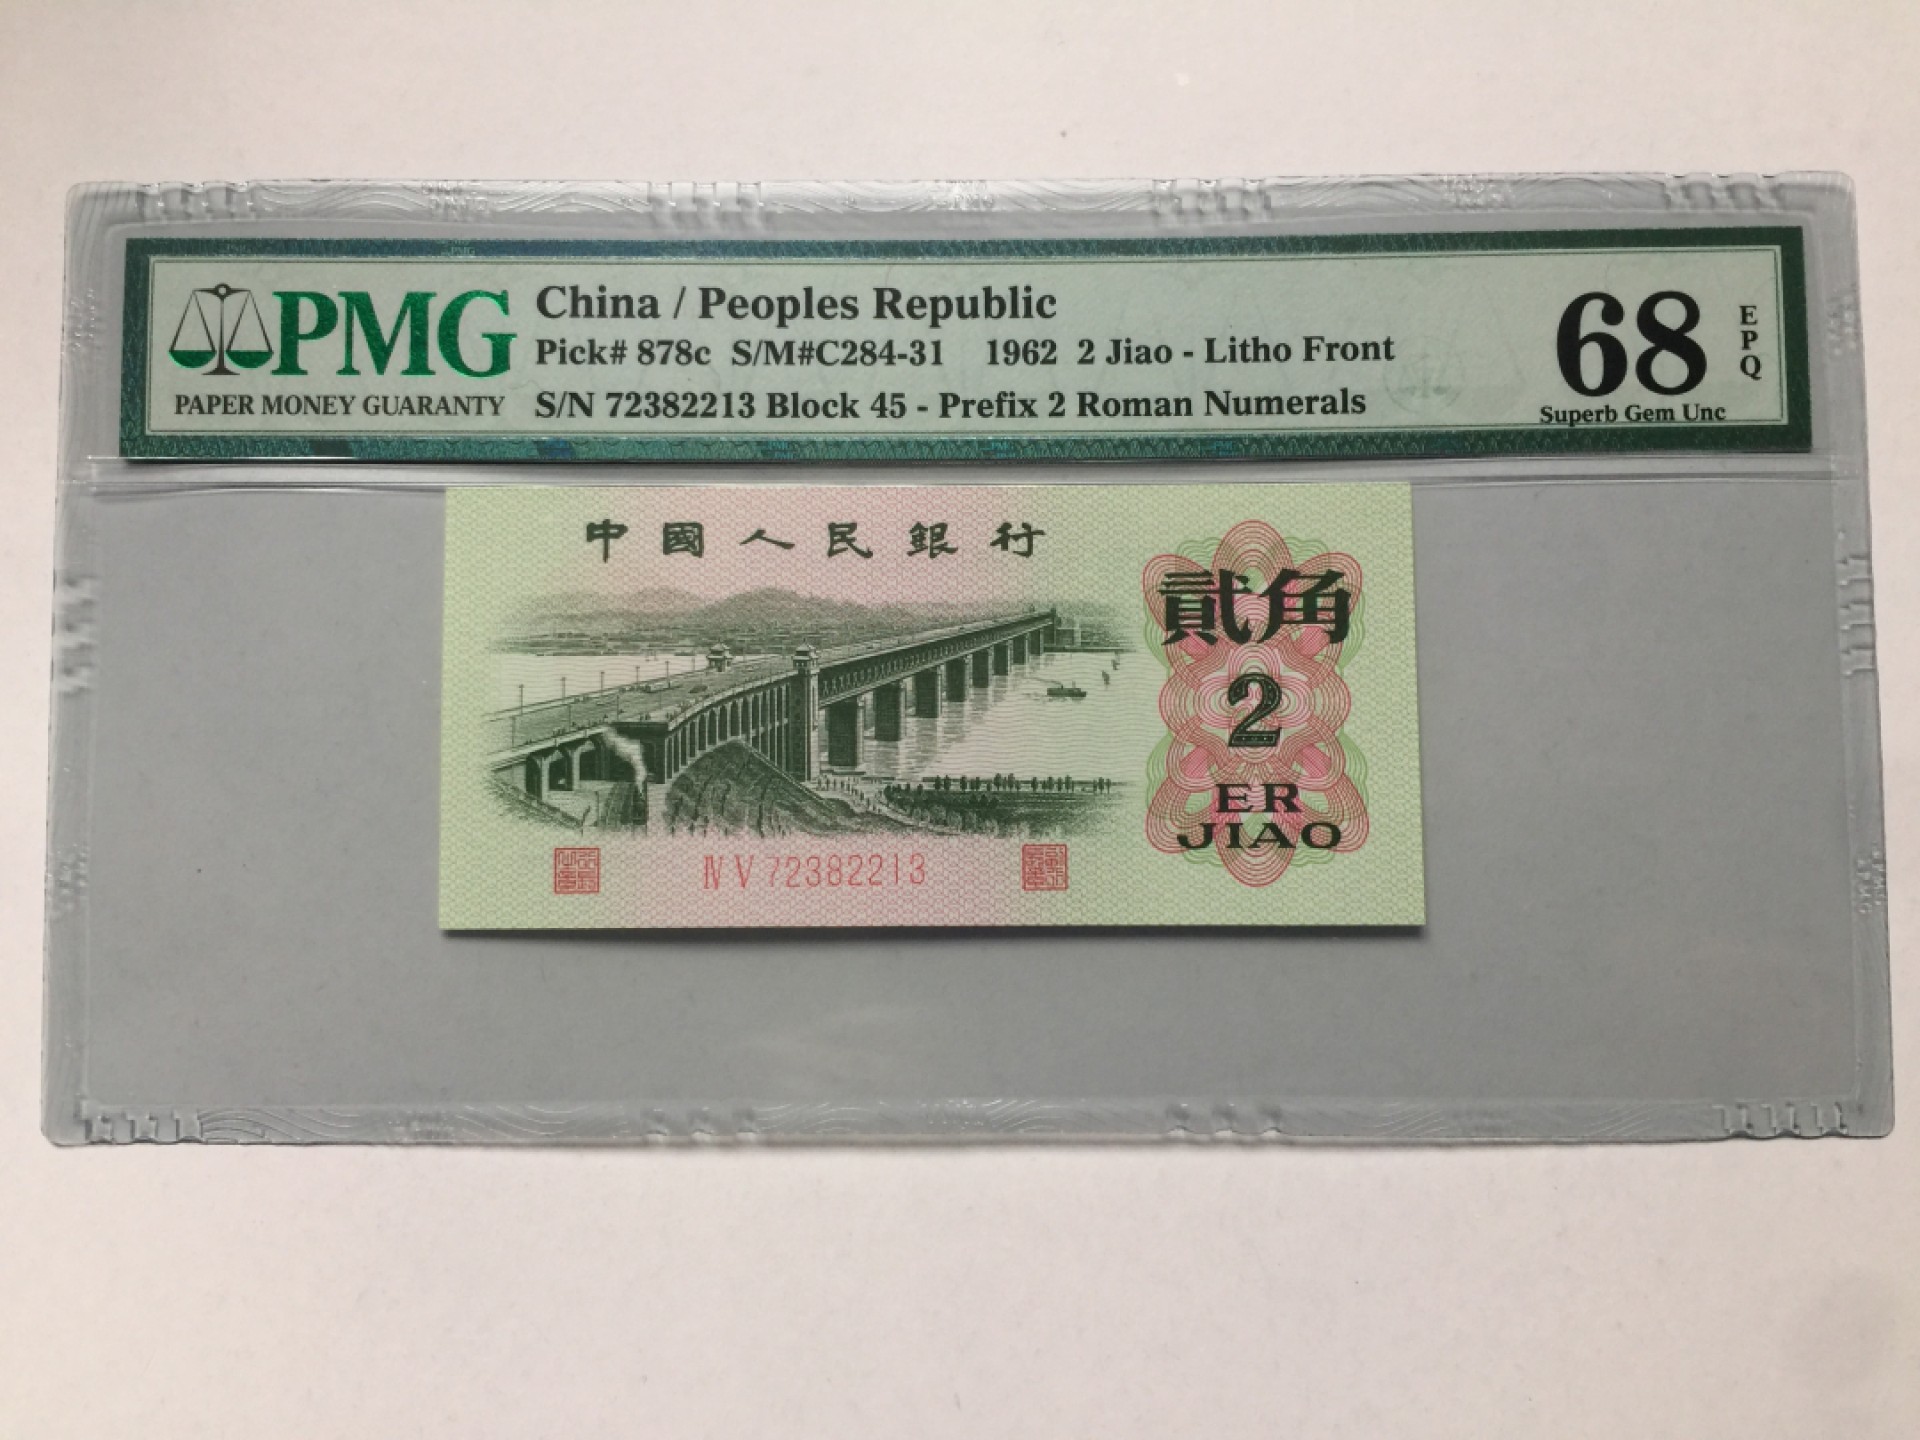 PMG
PAPER MONEY GUARANTY
China / Peoples Republic
Pick# 878c S/M#C284-31 1962 2 Jiao - Litho Front
S/N 72382213 Block 45 - Prefix 2 Roman Numerals
68
EPQ
Superb Gem Unc
中國人民銀行
貳角
2
ER
JIAO
IV V 72382213